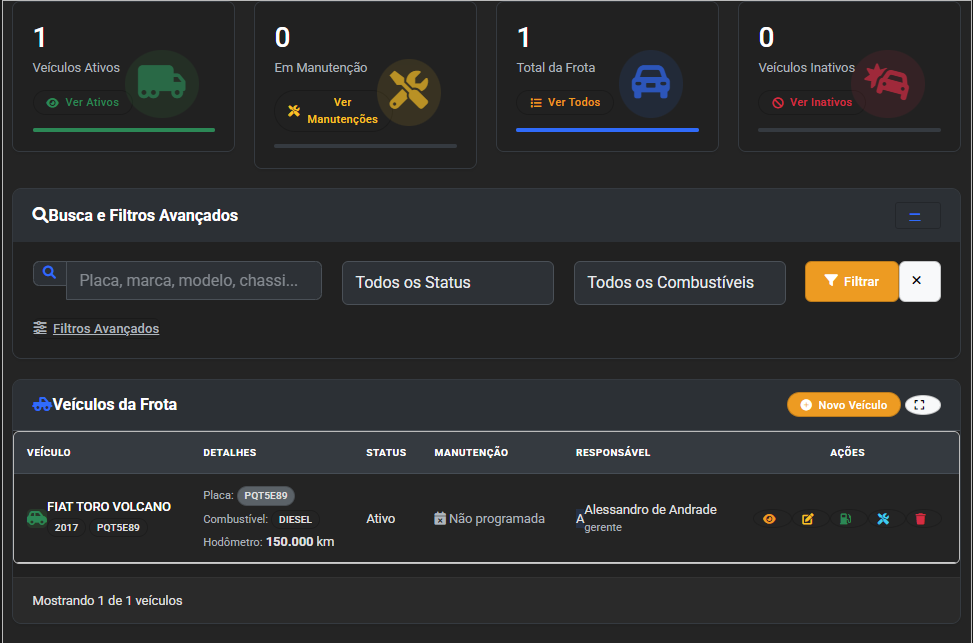 1
Veículos Ativos
Ver Ativos
0
Em Manutenção
Ver
Manutenções
1
Total da Frota
Ver Todos
0
Veículos Inativos
Ver Inativos
Busca e Filtros Avançados
Placa, marca, modelo, chassi...
Todos os Status
Todos os Combustíveis
Filtrar
Filtros Avançados
Veículos da Frota
Novo Veículo
VEÍCULO DETALHES STATUS MANUTENÇÃO RESPONSÁVEL AÇÕES
FIAT TORO VOLCANO
2017 PQT5E89
Placa: PQT5E89
Combustível: DIESEL
Hodômetro: 150.000 km
Ativo
Não programada
A
Alessandro de Andrade
gerente
Mostrando 1 de 1 veículos